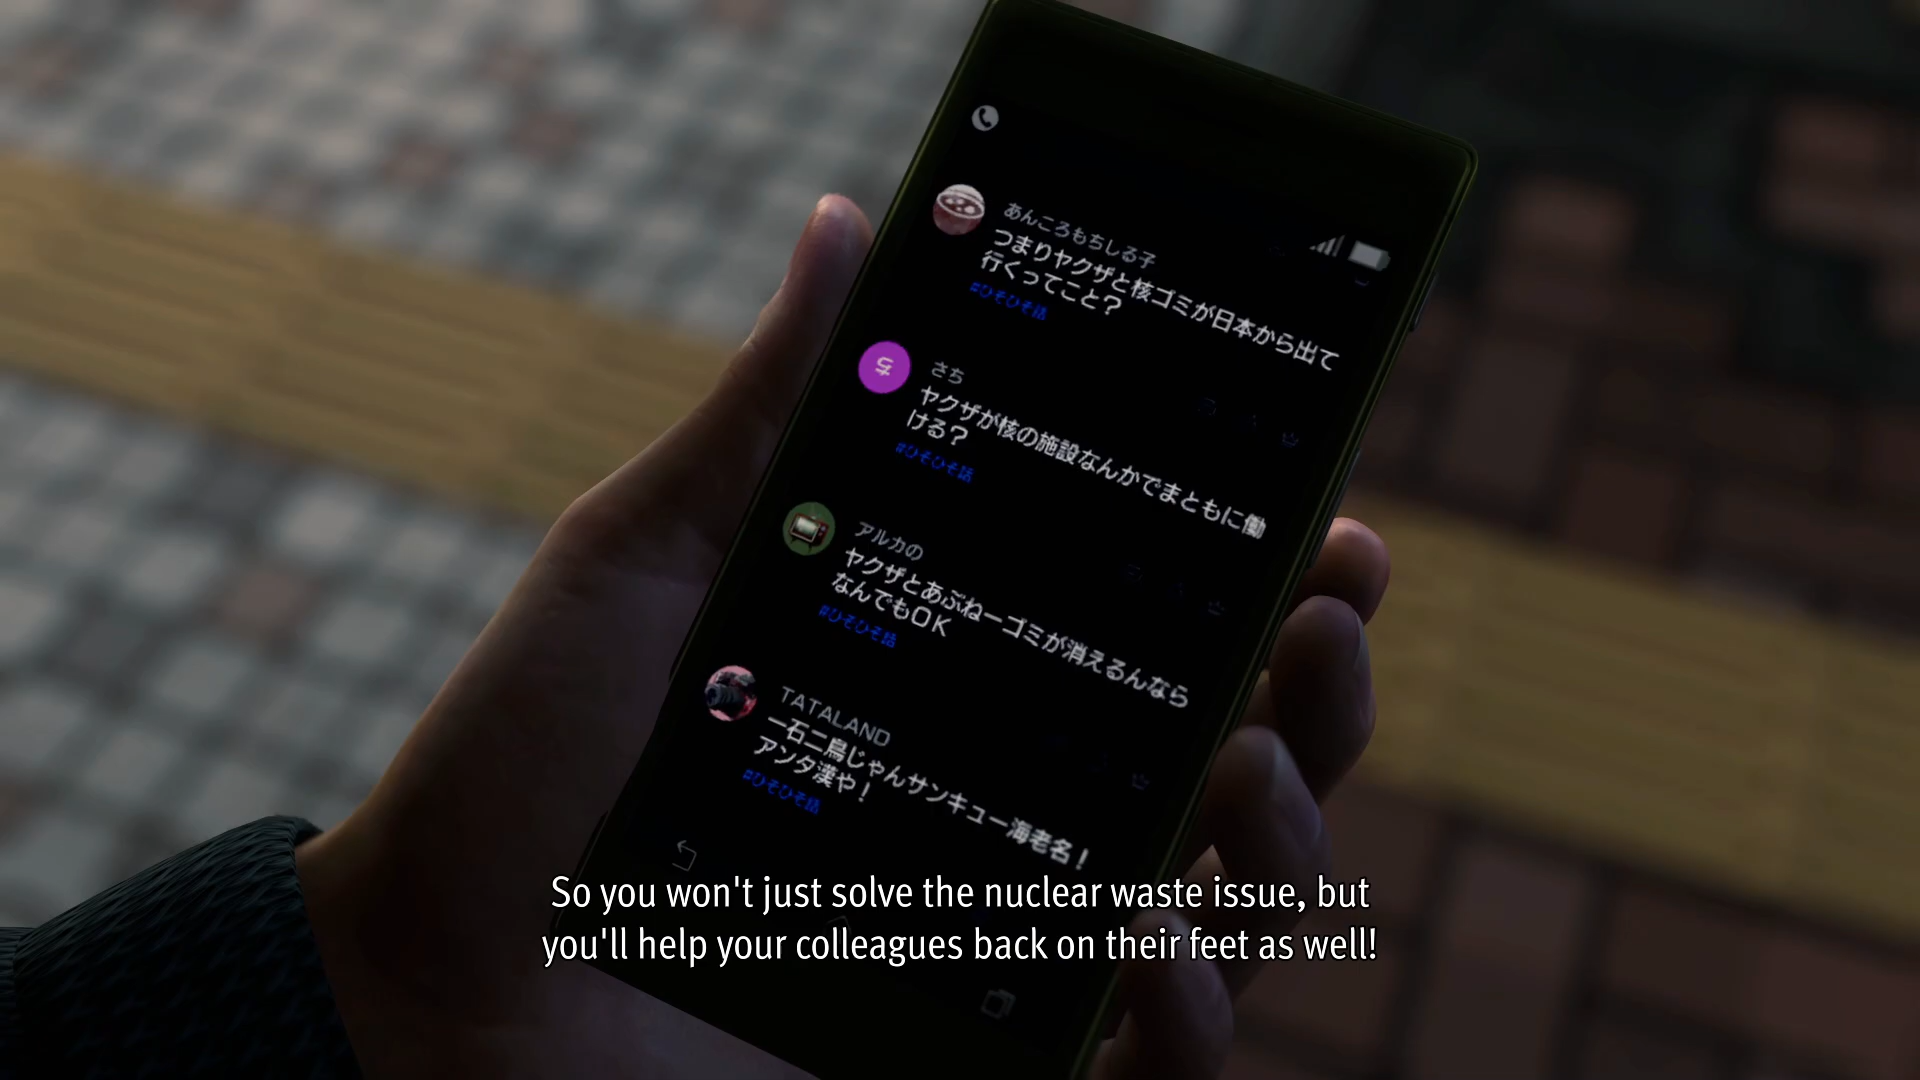 あんころもちしる子
つまりヤクザと核ゴミが日本から出て
行くってこと？
#ひそひそ話
さち
ヤクザが核の施設なんかでまともに働
ける？
#ひそひそ話
アルカの
ヤクザとあぶねーゴミが消えるんなら
なんでもOK
#ひそひそ話
TATALAND
一石二鳥じゃんサンキュー海老名！
アンタ漢や！
#ひそひそ話
So you won't just solve the nuclear waste issue, but
you'll help your colleagues back on their feet as well!